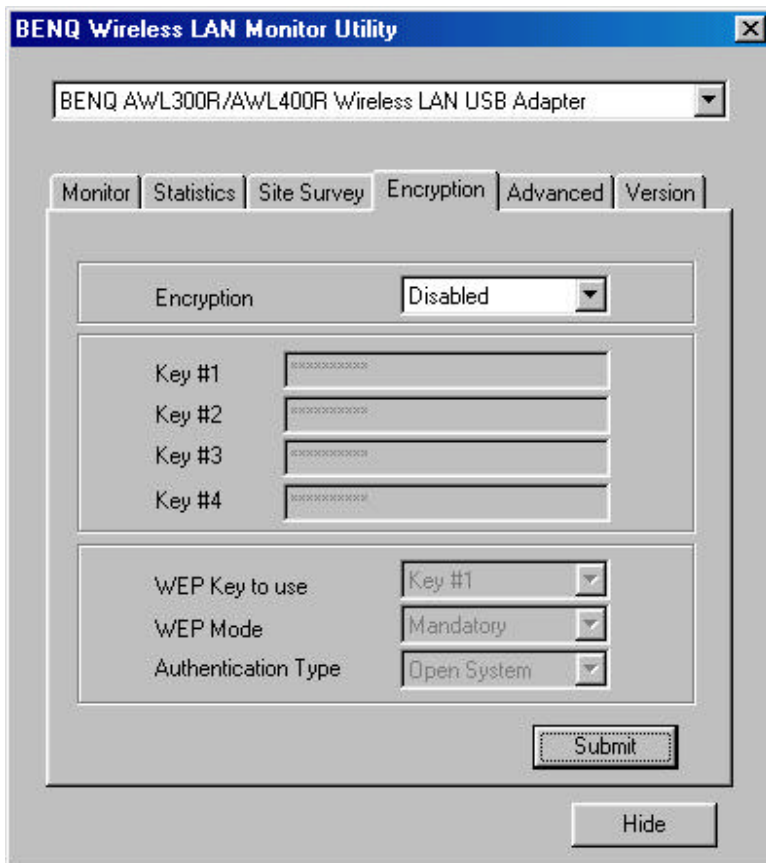 BENQ Wireless LAN Monitor Utility
BENQ AWL300R/AWL400R Wireless LAN USB Adapter
Monitor Statistics Site Survey Encryption Advanced Version
Encryption Disabled
Key #1 **********
Key #2 **********
Key #3 **********
Key #4 **********
WEP Key to use Key #1
WEP Mode Mandatory
Authentication Type Open System
Submit
Hide